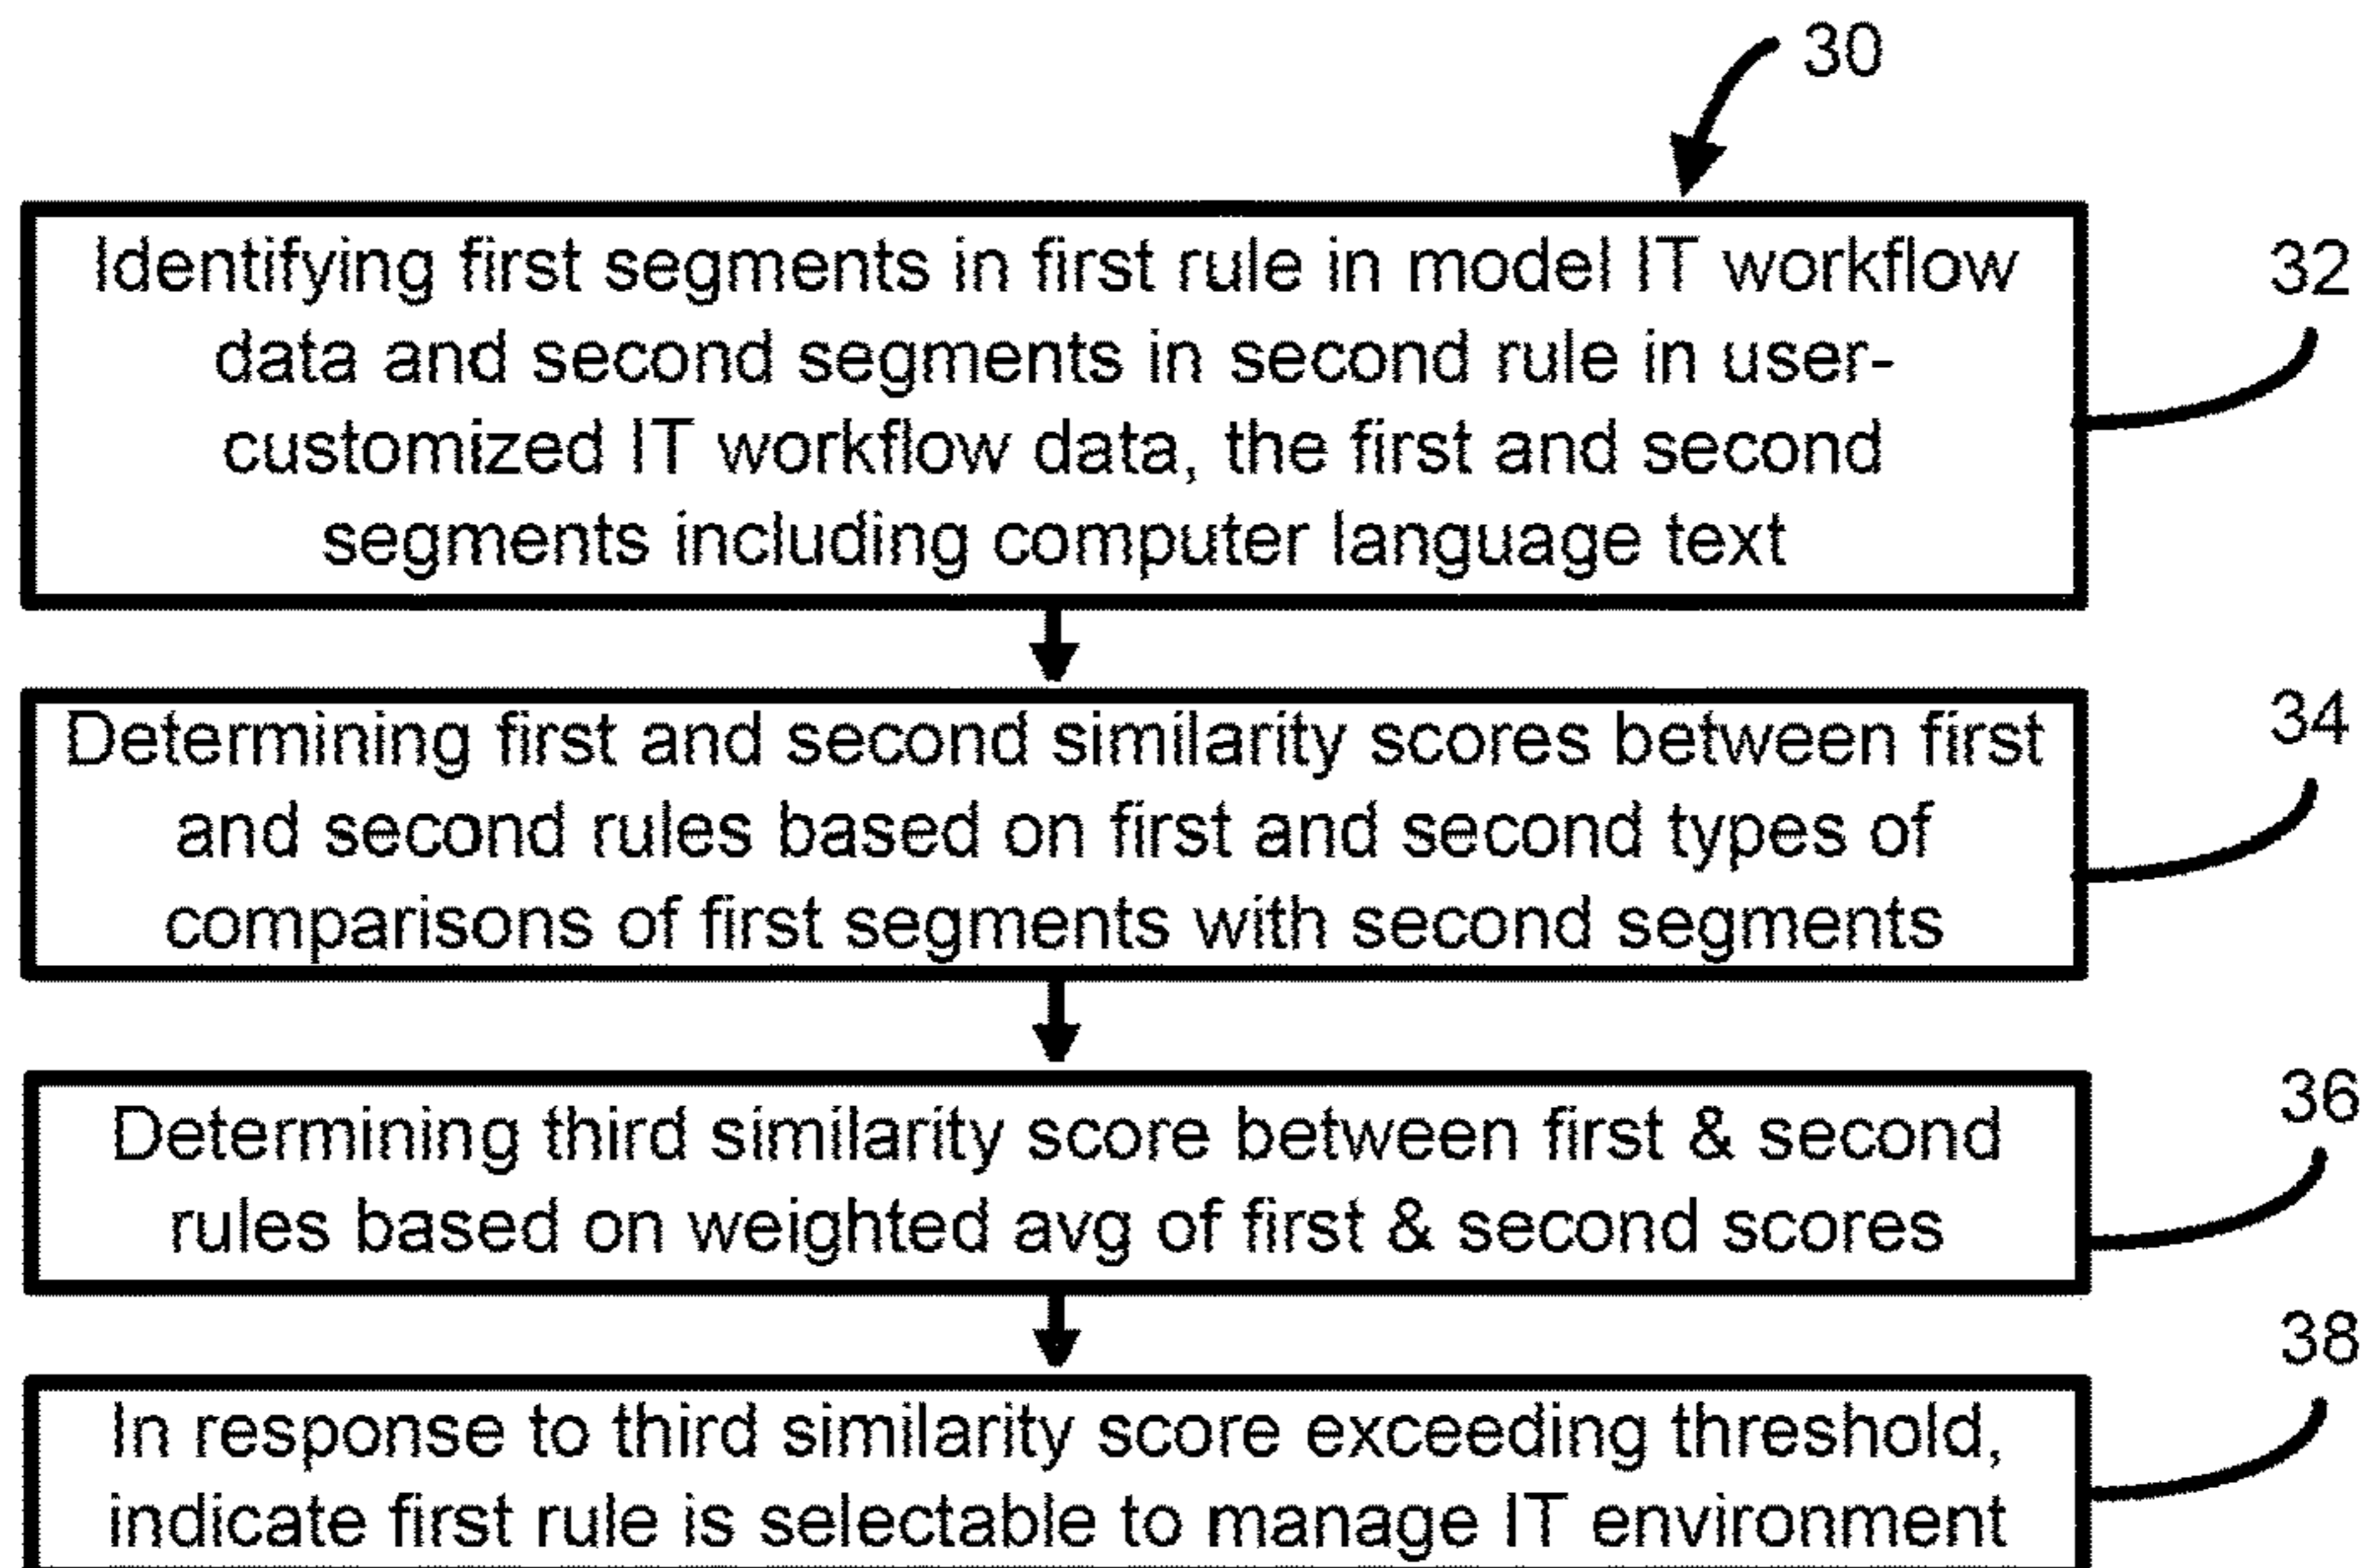 30
Identifying first segments in first rule in model IT workflow
data and second segments in second rule in user-
customized IT workflow data, the first and second
segments including computer language text
32
Determining first and second similarity scores between first
and second rules based on first and second types of
comparisons of first segments with second segments
34
Determining third similarity score between first & second
rules based on weighted avg of first & second scores
36
In response to third similarity score exceeding threshold,
indicate first rule is selectable to manage IT environment
38